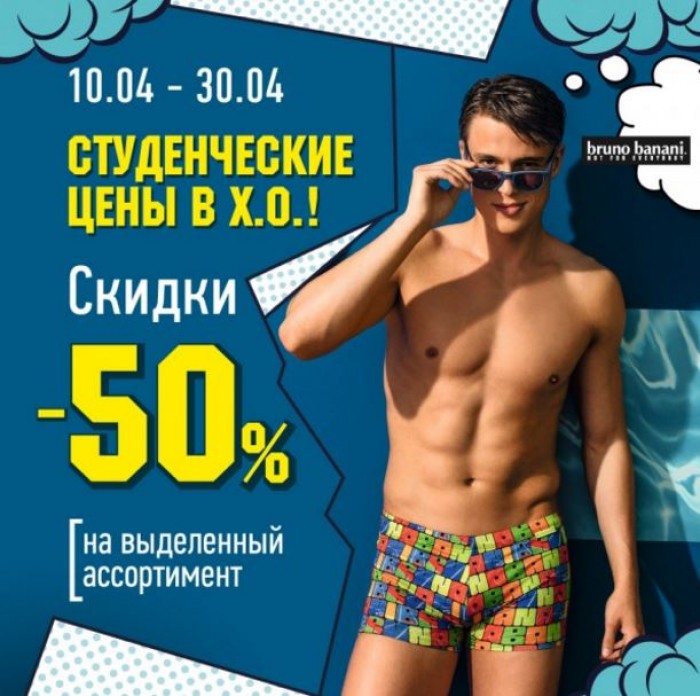 10.04 - 30.04
СТУДЕНЧЕСКИЕ
ЦЕНЫ В Х.О.!
bruno banani.
NOT FOR EVERYBODY
Скидки
-50%
на выделенный
ассортимент